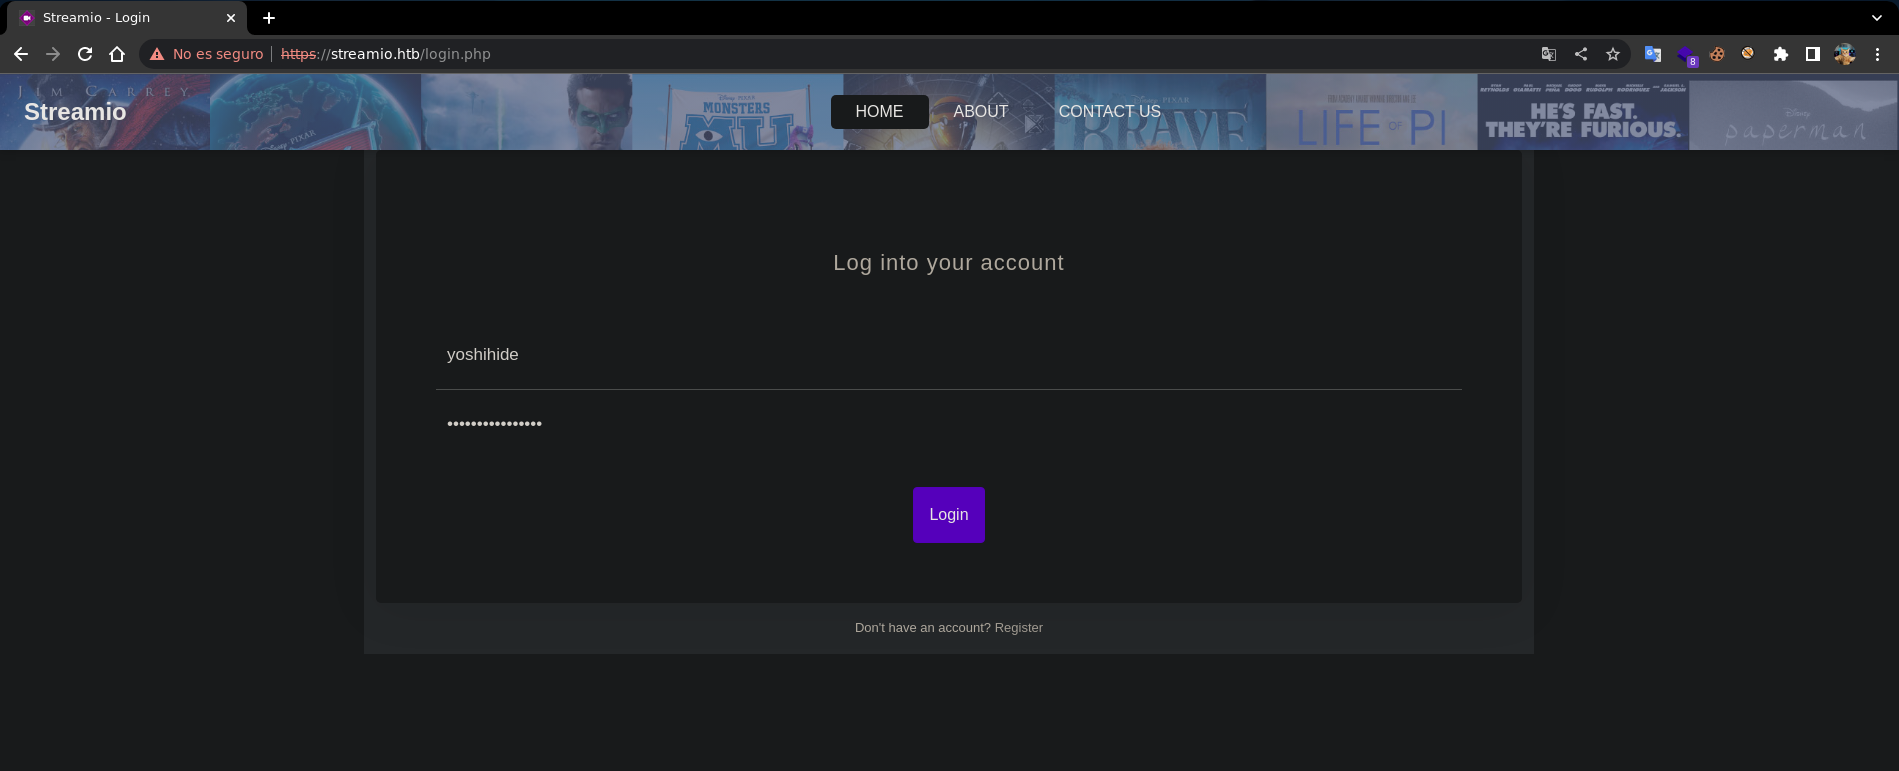 Streamio - Login
No es seguro https://streamio.htb/login.php
8
JIM CARREY
Streamio
HOME
ABOUT
CONTACT US
DISNEY PIXAR
MONSTERS
MU
PIXAR
BRAVE
LIFE OF PI
HE'S FAST.
THEY'RE FURIOUS.
Disney
paperman
Log into your account
yoshihide
••••••••••••••••
Login
Don't have an account? Register